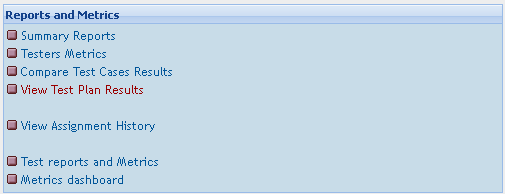 Reports and Metrics
Summary Reports
Testers Metrics
Compare Test Cases Results
View Test Plan Results
View Assignment History
Test reports and Metrics
Metrics dashboard